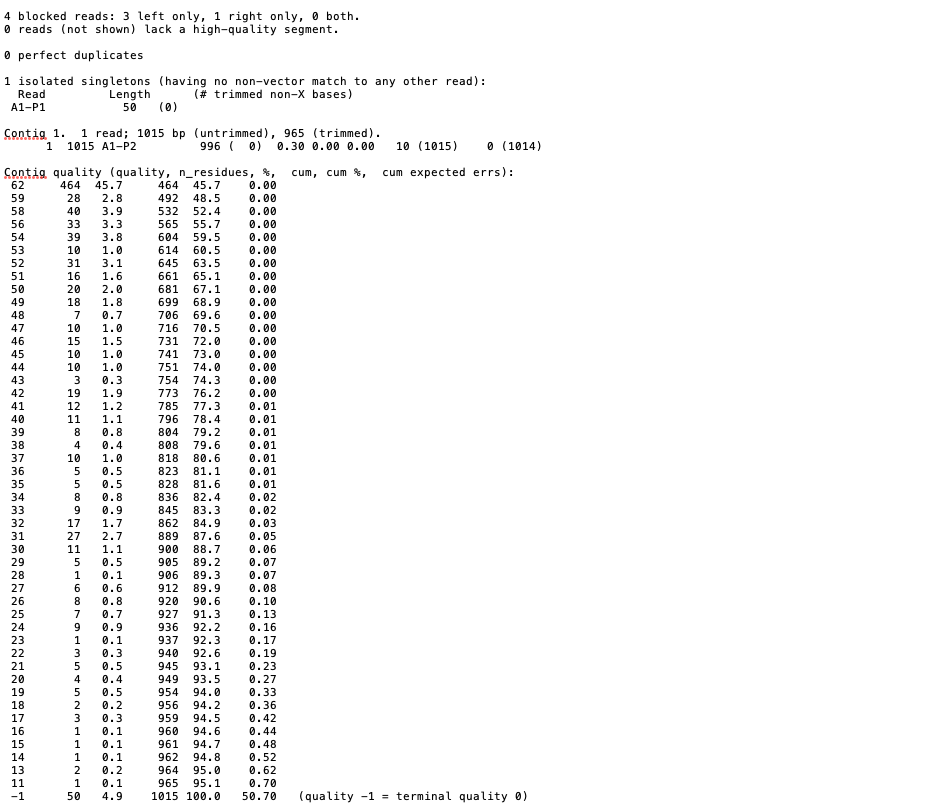 4 blocked reads: 3 left only, 1 right only, 0 both.
0 reads (not shown) lack a high-quality segment.
0 perfect duplicates
1 isolated singletons (having no non-vector match to any other read):
Read Length (# trimmed non-X bases)
A1-P1 50 (0)
Contig 1. 1 read; 1015 bp (untrimmed), 965 (trimmed).
1 1015 A1-P2 996 ( 0) 0.30 0.00 0.00 10 (1015) 0 (1014)
Contig quality (quality, n_residues, %, cum, cum %, cum expected errs):
62 464 45.7 464 45.7 0.00
59 28 2.8 492 48.5 0.00
58 40 3.9 532 52.4 0.00
56 33 3.3 565 55.7 0.00
54 39 3.8 604 59.5 0.00
53 10 1.0 614 60.5 0.00
52 31 3.1 645 63.5 0.00
51 16 1.6 661 65.1 0.00
50 20 2.0 681 67.1 0.00
49 18 1.8 699 68.9 0.00
48 7 0.7 706 69.6 0.00
47 10 1.0 716 70.5 0.00
46 15 1.5 731 72.0 0.00
45 10 1.0 741 73.0 0.00
44 10 1.0 751 74.0 0.00
43 3 0.3 754 74.3 0.00
42 19 1.9 773 76.2 0.00
41 12 1.2 785 77.3 0.01
40 11 1.1 796 78.4 0.01
39 8 0.8 804 79.2 0.01
38 4 0.4 808 79.6 0.01
37 10 1.0 818 80.6 0.01
36 5 0.5 823 81.1 0.01
35 5 0.5 828 81.6 0.01
34 8 0.8 836 82.4 0.02
33 9 0.9 845 83.3 0.02
32 17 1.7 862 84.9 0.03
31 27 2.7 889 87.6 0.05
30 11 1.1 900 88.7 0.06
29 5 0.5 905 89.2 0.07
28 1 0.1 906 89.3 0.07
27 6 0.6 912 89.9 0.08
26 8 0.8 920 90.6 0.10
25 7 0.7 927 91.3 0.13
24 9 0.9 936 92.2 0.16
23 1 0.1 937 92.3 0.17
22 3 0.3 940 92.6 0.19
21 5 0.5 945 93.1 0.23
20 4 0.4 949 93.5 0.27
19 5 0.5 954 94.0 0.33
18 2 0.2 956 94.2 0.36
17 3 0.3 959 94.5 0.42
16 1 0.1 960 94.6 0.44
15 1 0.1 961 94.7 0.48
14 1 0.1 962 94.8 0.52
13 2 0.2 964 95.0 0.62
11 1 0.1 965 95.1 0.70
-1 50 4.9 1015 100.0 50.70 (quality -1 = terminal quality 0)